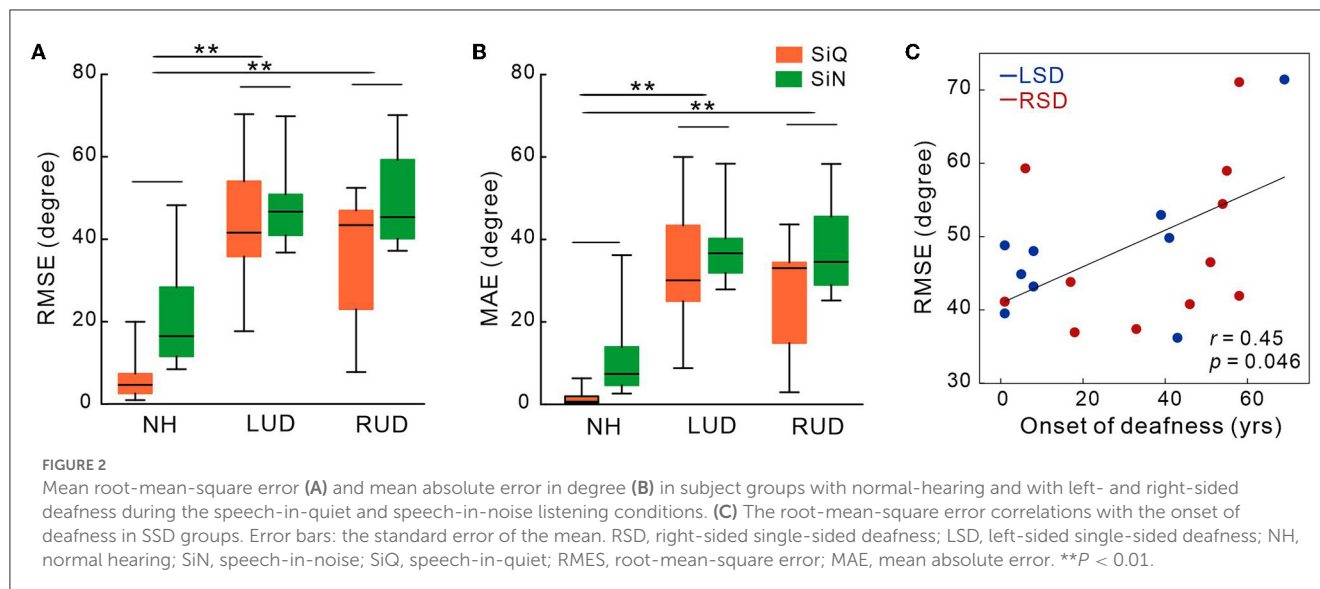 A
**
**
80
60
40
20
0
RMSE (degree)
NH LUD RUD
B
SiQ
SiN
**
**
80
60
40
20
0
MAE (degree)
NH LUD RUD
C
LSD
RSD
70
60
50
40
30
RMSE (degree)
r = 0.45
p = 0.046
0 20 40 60
Onset of deafness (yrs)
FIGURE 2
Mean root-mean-square error (A) and mean absolute error in degree (B) in subject groups with normal-hearing and with left- and right-sided
deafness during the speech-in-quiet and speech-in-noise listening conditions. (C) The root-mean-square error correlations with the onset of
deafness in SSD groups. Error bars: the standard error of the mean. RSD, right-sided single-sided deafness; LSD, left-sided single-sided deafness; NH,
normal hearing; SiN, speech-in-noise; SiQ, speech-in-quiet; RMES, root-mean-square error; MAE, mean absolute error. **P < 0.01.